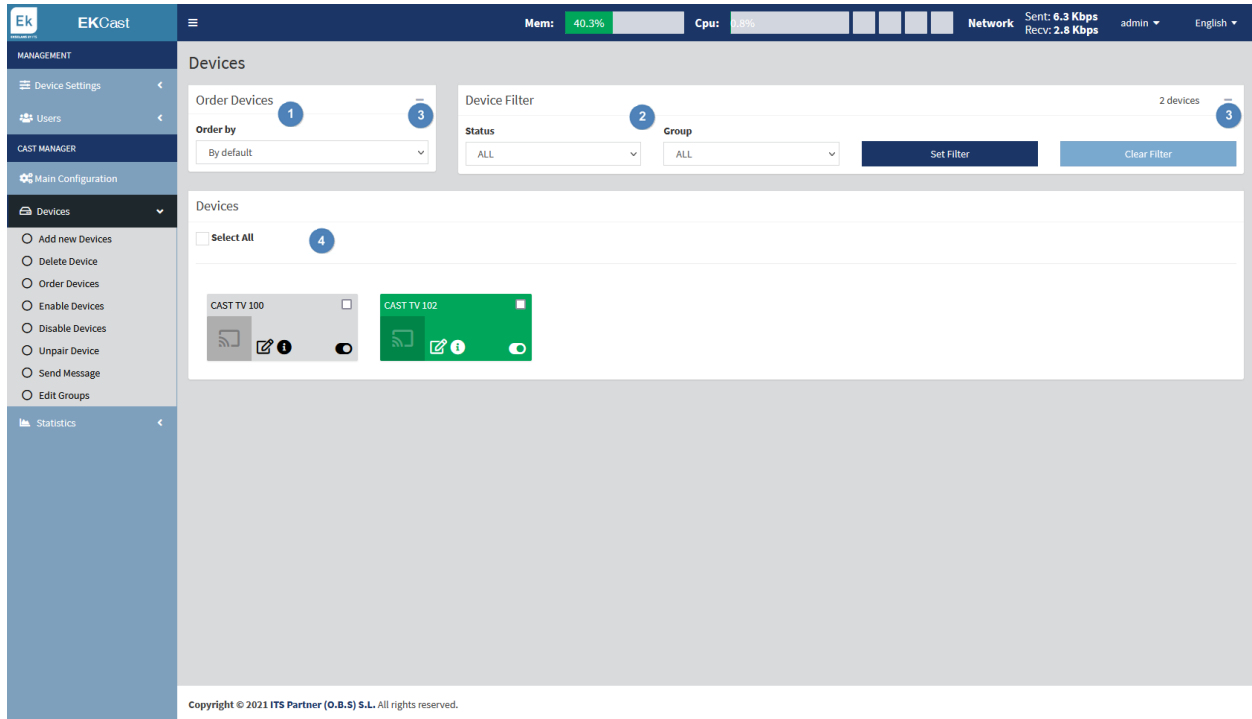 Ek
EKCast
Mem: 40.3%
Cpu: 0.8%
Network
Sent: 6.3 Kbps
Recv: 2.8 Kbps
admin
English
MANAGEMENT
Device Settings
Users
CAST MANAGER
Main Configuration
Devices
Add new Devices
Delete Device
Order Devices
Enable Devices
Disable Devices
Unpair Device
Send Message
Edit Groups
Statistics
Devices
Order Devices
1
3
Order by
By default
Device Filter
2
2 devices
3
Status
ALL
Group
ALL
Set Filter
Clear Filter
Devices
Select All
4
CAST TV 100
CAST TV 102
Copyright © 2021 ITS Partner (O.B.S) S.L. All rights reserved.